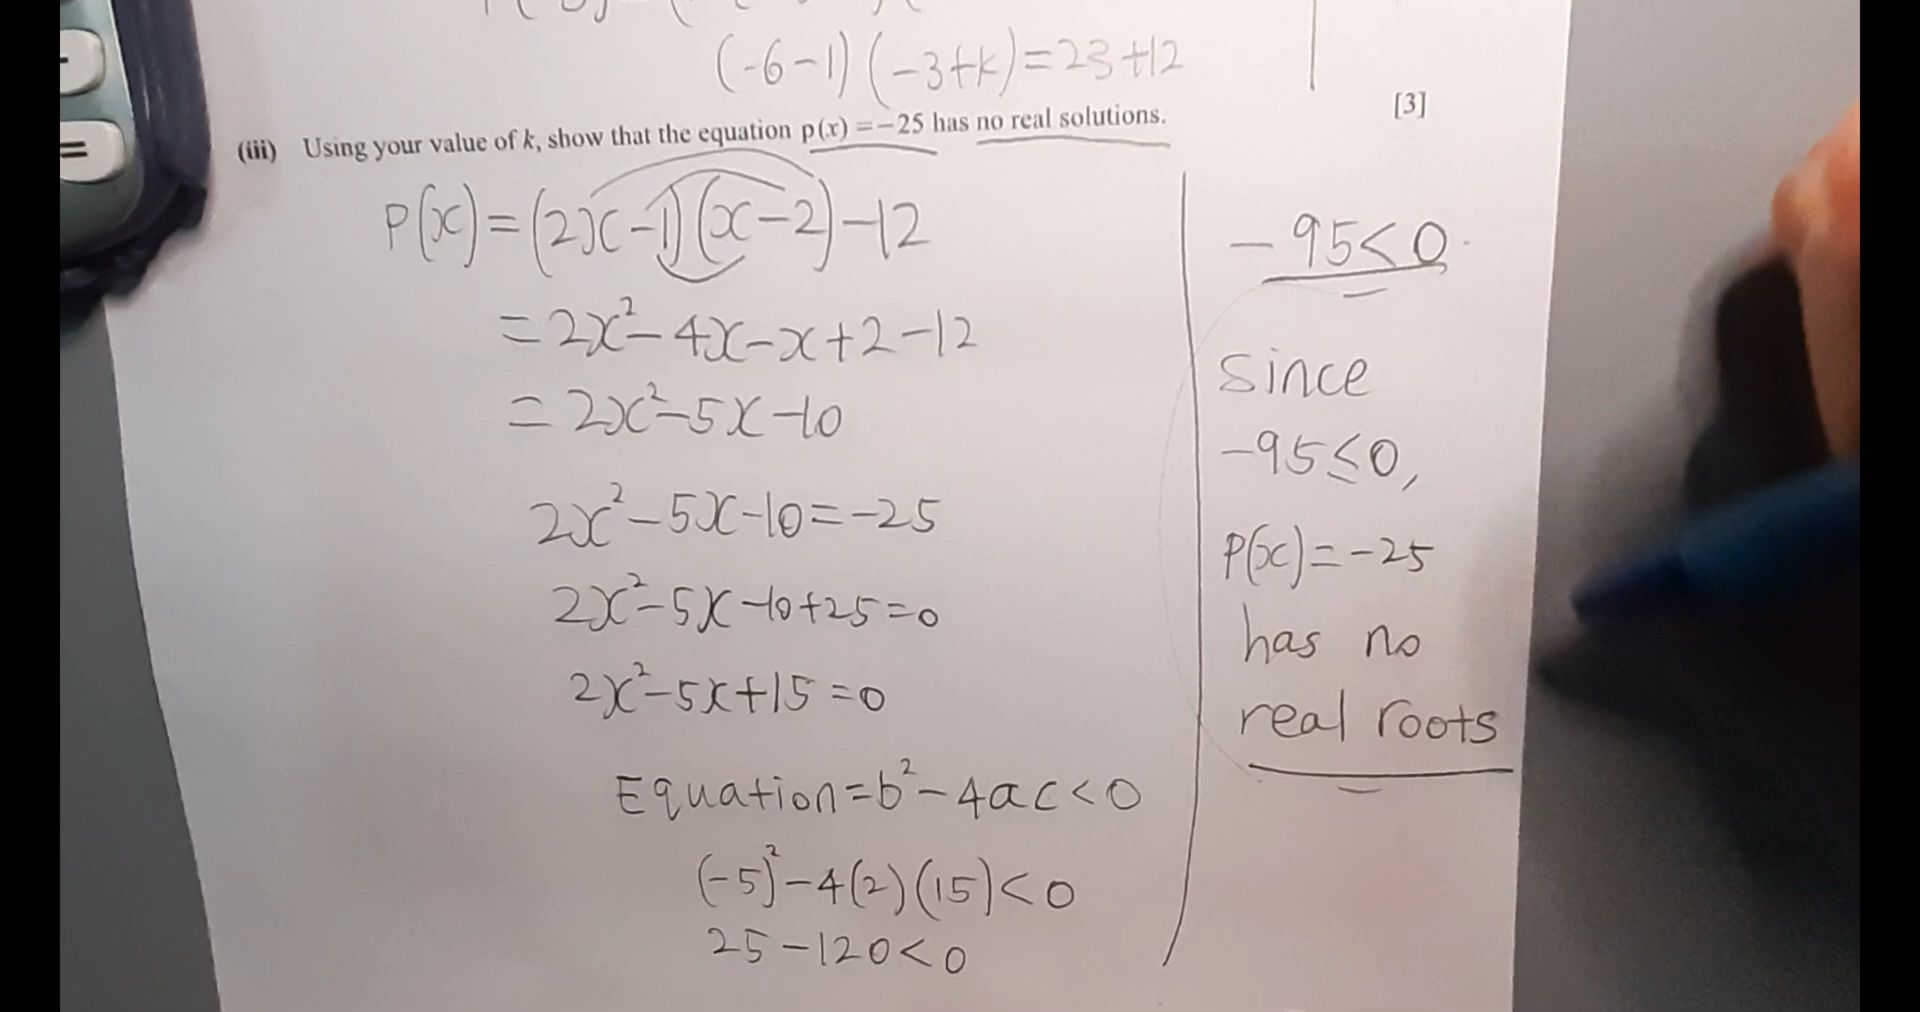 (-6-1)(-3+k)=23+12
[3]
(iii) Using your value of k, show that the equation p(x) = -25 has no real solutions.
P(x)=(2x-1)(x-2)-12
=2x²-4x-x+2-12
=2x²-5x-10
2x²-5x-10=-25
2x²-5x-10+25=0
2x²-5x+15=0
Equation=b²-4ac<0
(-5)²-4(2)(15)<0
25-120<0
-95<0
since
-95≤0,
P(x)=-25
has no
real roots
=